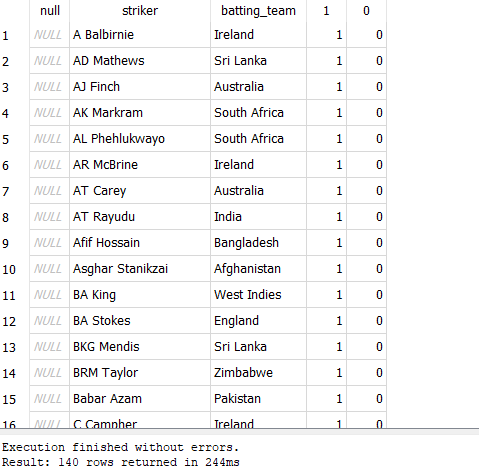 null striker batting_team 1 0
1 NULL A Balbirnie Ireland 1 0
2 NULL AD Mathews Sri Lanka 1 0
3 NULL AJ Finch Australia 1 0
4 NULL AK Markram South Africa 1 0
5 NULL AL Phehlukwayo South Africa 1 0
6 NULL AR McBrine Ireland 1 0
7 NULL AT Carey Australia 1 0
8 NULL AT Rayudu India 1 0
9 NULL Afif Hossain Bangladesh 1 0
10 NULL Asghar Stanikzai Afghanistan 1 0
11 NULL BA King West Indies 1 0
12 NULL BA Stokes England 1 0
13 NULL BKG Mendis Sri Lanka 1 0
14 NULL BRM Taylor Zimbabwe 1 0
15 NULL Babar Azam Pakistan 1 0
16 NULL C Campher Ireland 1 0
Execution finished without errors.
Result: 140 rows returned in 244ms